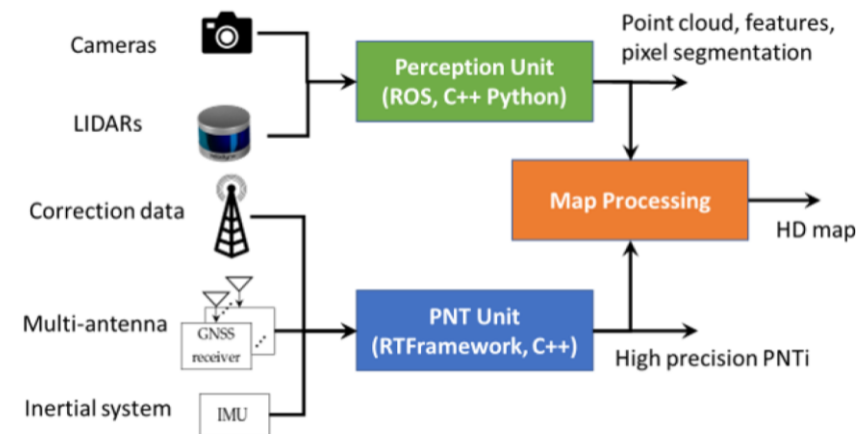 Cameras
LIDARs
Correction data
Multi-antenna
GNSS
receiver
Inertial system
IMU
Perception Unit
(ROS, C++ Python)
PNT Unit
(RTFramework, C++)
Point cloud, features,
pixel segmentation
Map Processing
HD map
High precision PNTi